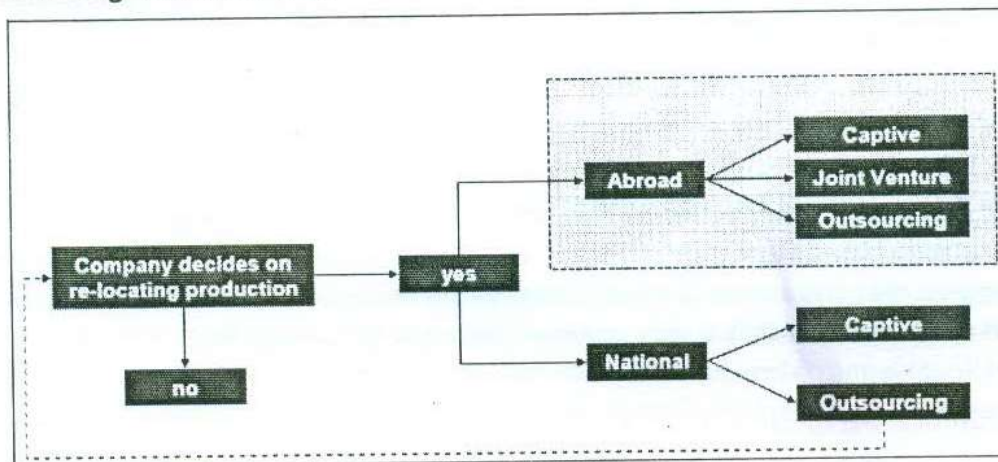 Captive
Abroad
Joint Venture
Outsourcing
Company decides on
re-locating production
yes
Captive
National
no
Outsourcing